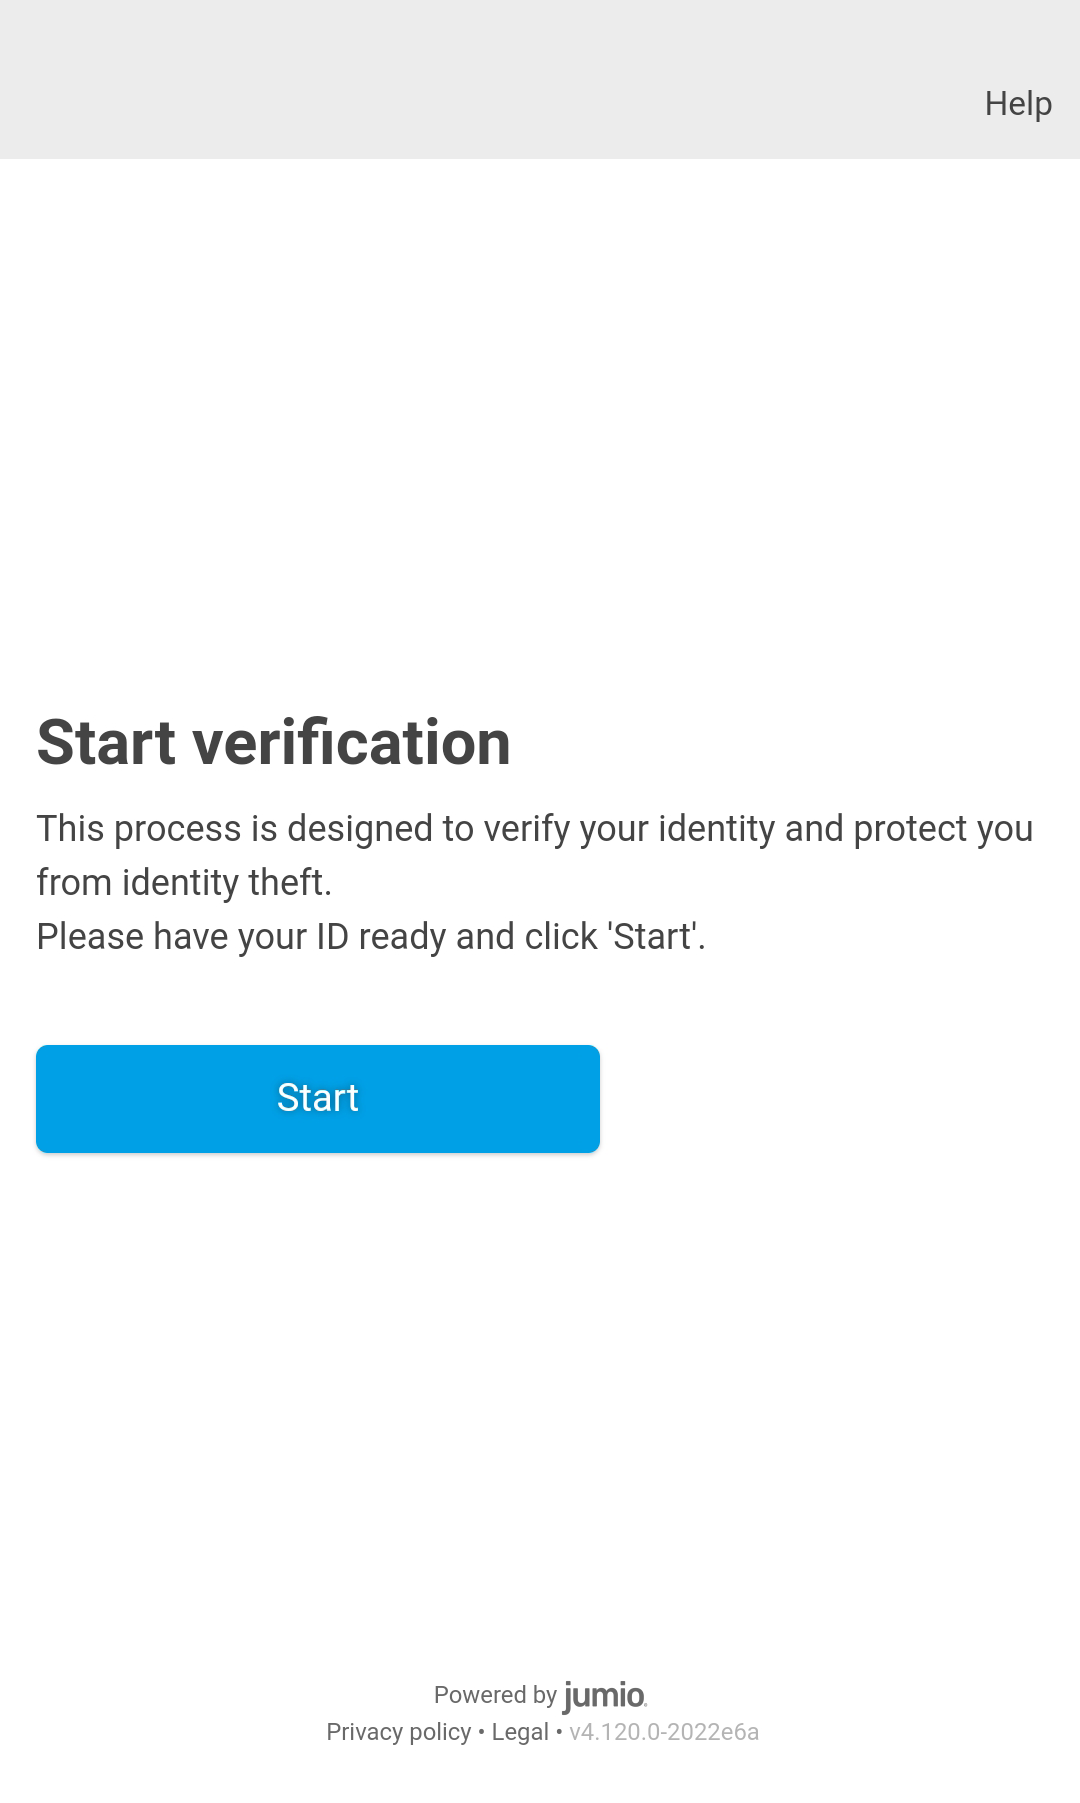 Help
Start verification
This process is designed to verify your identity and protect you
from identity theft.
Please have your ID ready and click 'Start'.
Start
Powered by jumio.
Privacy policy • Legal • v4.120.0-2022e6a